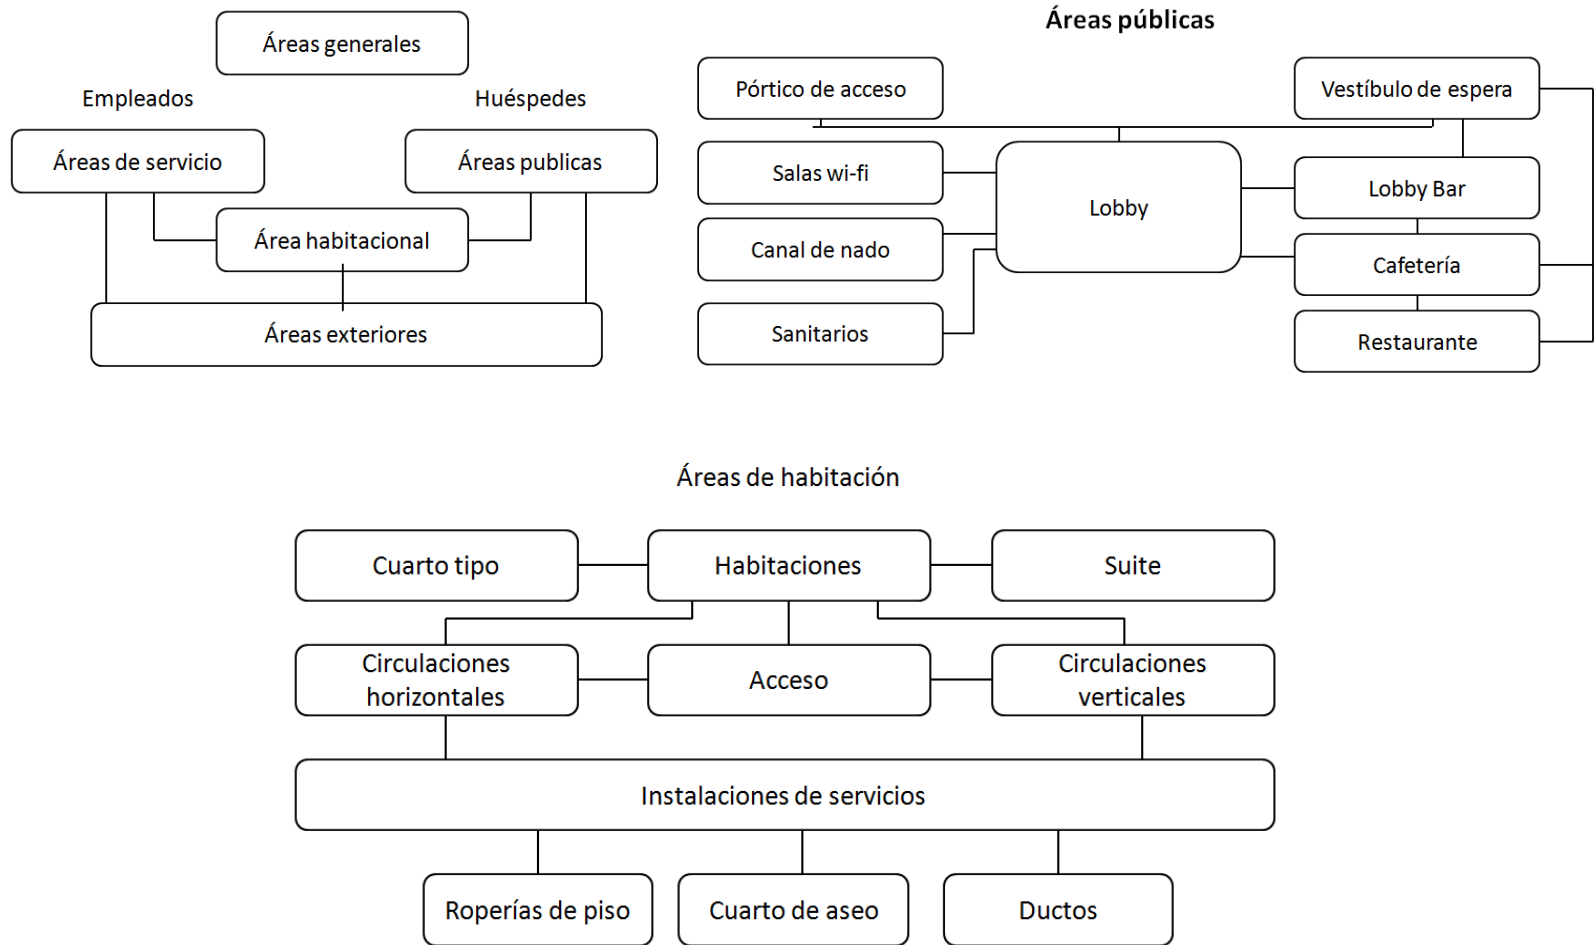 Áreas generales
Empleados
Huéspedes
Áreas de servicio
Áreas publicas
Área habitacional
Áreas exteriores
Áreas públicas
Pórtico de acceso
Vestíbulo de espera
Salas wi-fi
Lobby
Lobby Bar
Canal de nado
Cafetería
Sanitarios
Restaurante
Áreas de habitación
Cuarto tipo
Habitaciones
Suite
Circulaciones
horizontales
Acceso
Circulaciones
verticales
Instalaciones de servicios
Roperías de piso
Cuarto de aseo
Ductos